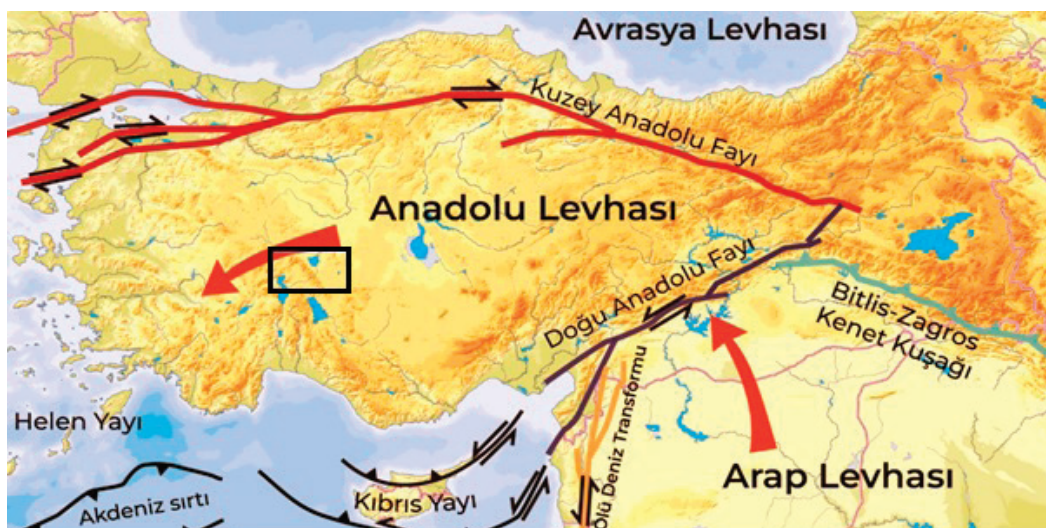 Avrasya Levhası
Kuzey Anadolu Fayı
Anadolu Levhası
Doğu Anadolu Fayı
Bitlis-Zagros
Kenet Kuşağı
Helen Yayı
Ölü Deniz Transformu
Arap Levhası
Akdeniz sırtı
Kıbrıs Yayı